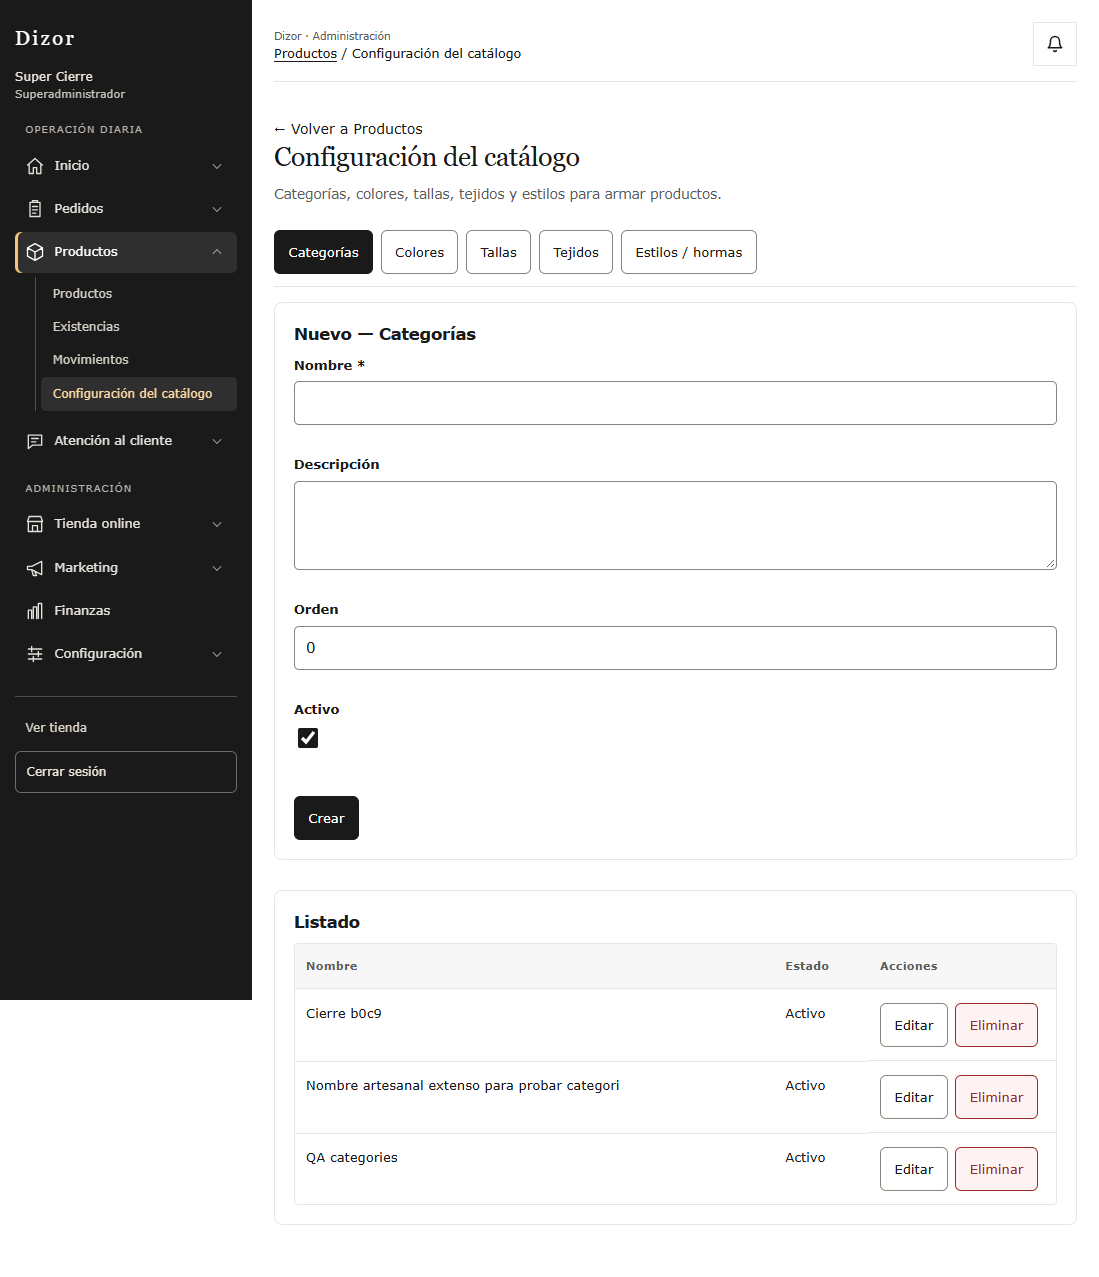 Dizor
Super Cierre
Superadministrador
OPERACIÓN DIARIA
Inicio
Pedidos
Productos
Productos
Existencias
Movimientos
Configuración del catálogo
Atención al cliente
ADMINISTRACIÓN
Tienda online
Marketing
Finanzas
Configuración
Ver tienda
Cerrar sesión
Dizor · Administración
Productos / Configuración del catálogo
← Volver a Productos
Configuración del catálogo
Categorías, colores, tallas, tejidos y estilos para armar productos.
Categorías Colores Tallas Tejidos Estilos / hormas
Nuevo — Categorías
Nombre *
Descripción
Orden
0
Activo
Crear
Listado
Nombre Estado Acciones
Cierre b0c9 Activo Editar Eliminar
Nombre artesanal extenso para probar categori Activo Editar Eliminar
QA categories Activo Editar Eliminar